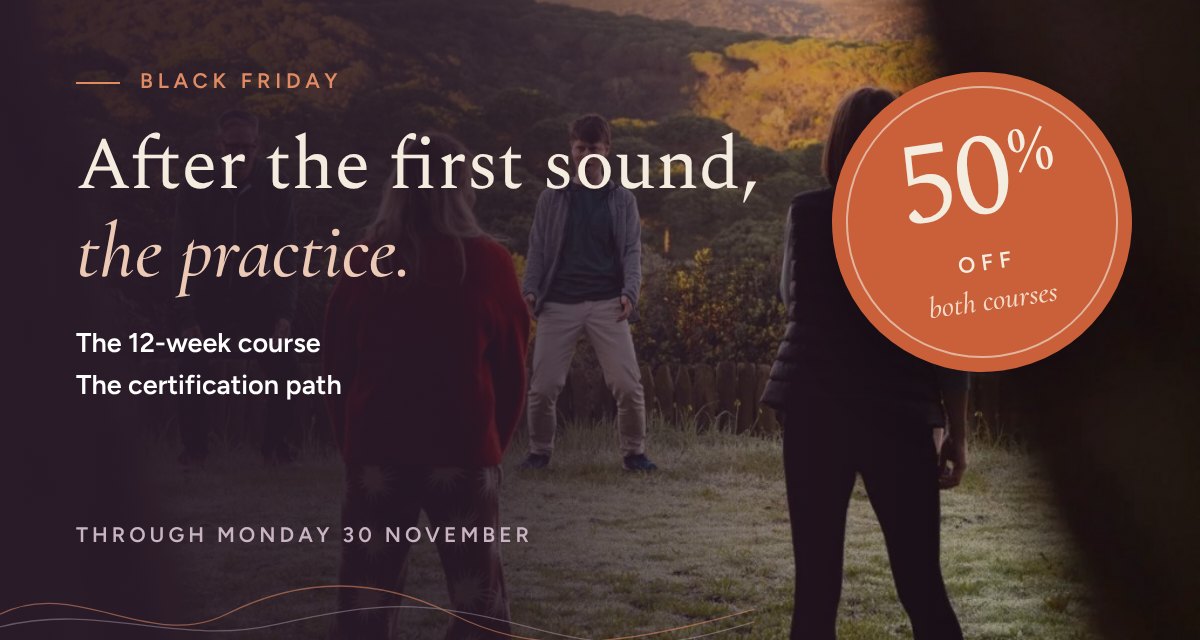 BLACK FRIDAY
After the first sound,
the practice.
The 12-week course
The certification path
THROUGH MONDAY 30 NOVEMBER
50%
OFF
both courses